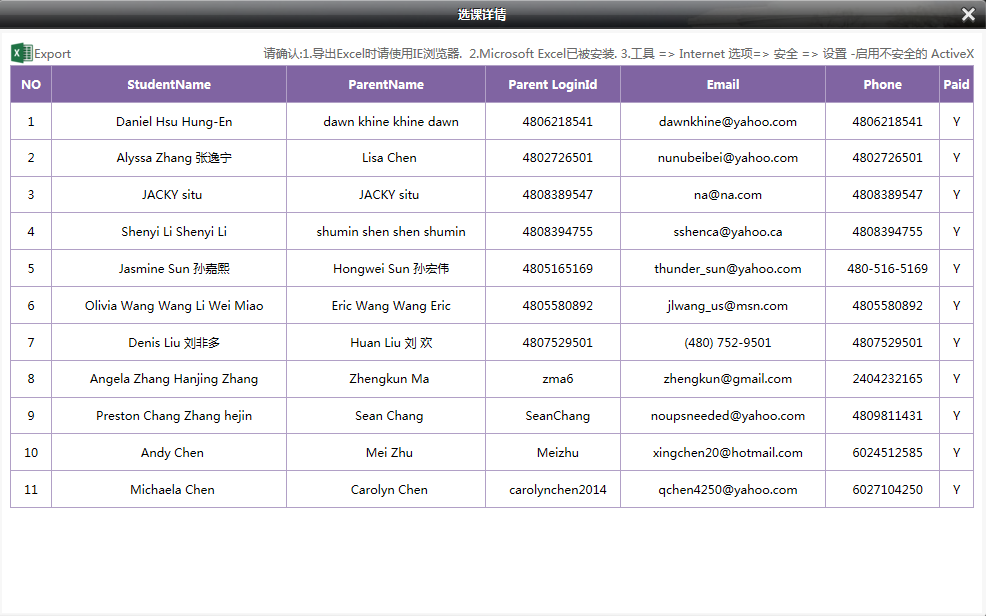 选课详情
Export 请确认:1.导出Excel时请使用IE浏览器. 2.Microsoft Excel已被安装. 3.工具 => Internet 选项=> 安全 => 设置 -启用不安全的 ActiveX
NO StudentName ParentName Parent LoginId Email Phone Paid
1 Daniel Hsu Hung-En dawn khine khine dawn 4806218541 dawnkhine@yahoo.com 4806218541 Y
2 Alyssa Zhang 张逸宁 Lisa Chen 4802726501 nunubeibei@yahoo.com 4802726501 Y
3 JACKY situ JACKY situ 4808389547 na@na.com 4808389547 Y
4 Shenyi Li Shenyi Li shumin shen shen shumin 4808394755 sshenca@yahoo.ca 4808394755 Y
5 Jasmine Sun 孙嘉熙 Hongwei Sun 孙宏伟 4805165169 thunder_sun@yahoo.com 480-516-5169 Y
6 Olivia Wang Wang Li Wei Miao Eric Wang Wang Eric 4805580892 jlwang_us@msn.com 4805580892 Y
7 Denis Liu 刘非多 Huan Liu 刘 欢 4807529501 (480) 752-9501 4807529501 Y
8 Angela Zhang Hanjing Zhang Zhengkun Ma zma6 zhengkun@gmail.com 2404232165 Y
9 Preston Chang Zhang hejin Sean Chang SeanChang noupsneeded@yahoo.com 4809811431 Y
10 Andy Chen Mei Zhu Meizhu xingchen20@hotmail.com 6024512585 Y
11 Michaela Chen Carolyn Chen carolynchen2014 qchen4250@yahoo.com 6027104250 Y